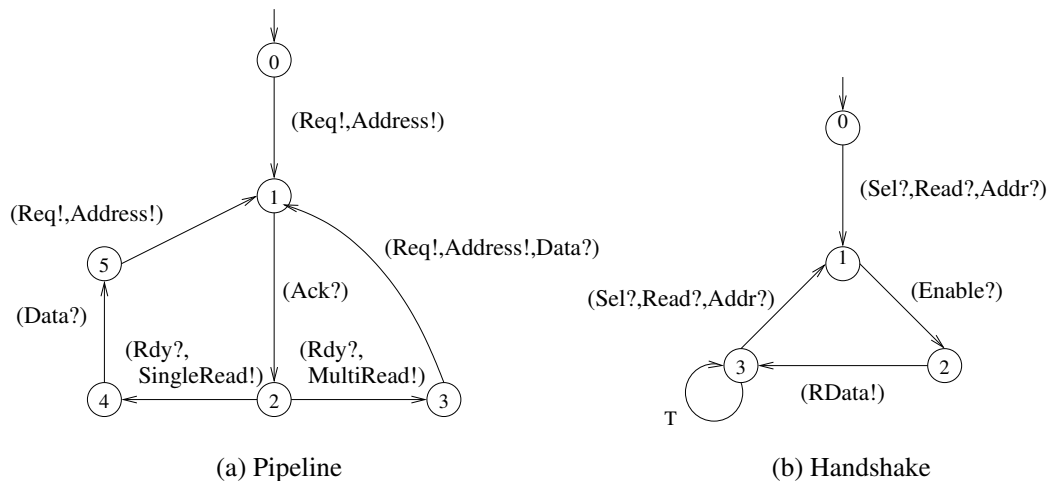 0
(Req!,Address!)
1
(Req!,Address!)
5
(Req!,Address!,Data?)
(Ack?)
(Data?)
(Rdy?,
SingleRead!)
(Rdy?,
MultiRead!)
4
2
3
(a) Pipeline
0
(Sel?,Read?,Addr?)
1
(Sel?,Read?,Addr?)
(Enable?)
3
2
(RData!)
T
(b) Handshake